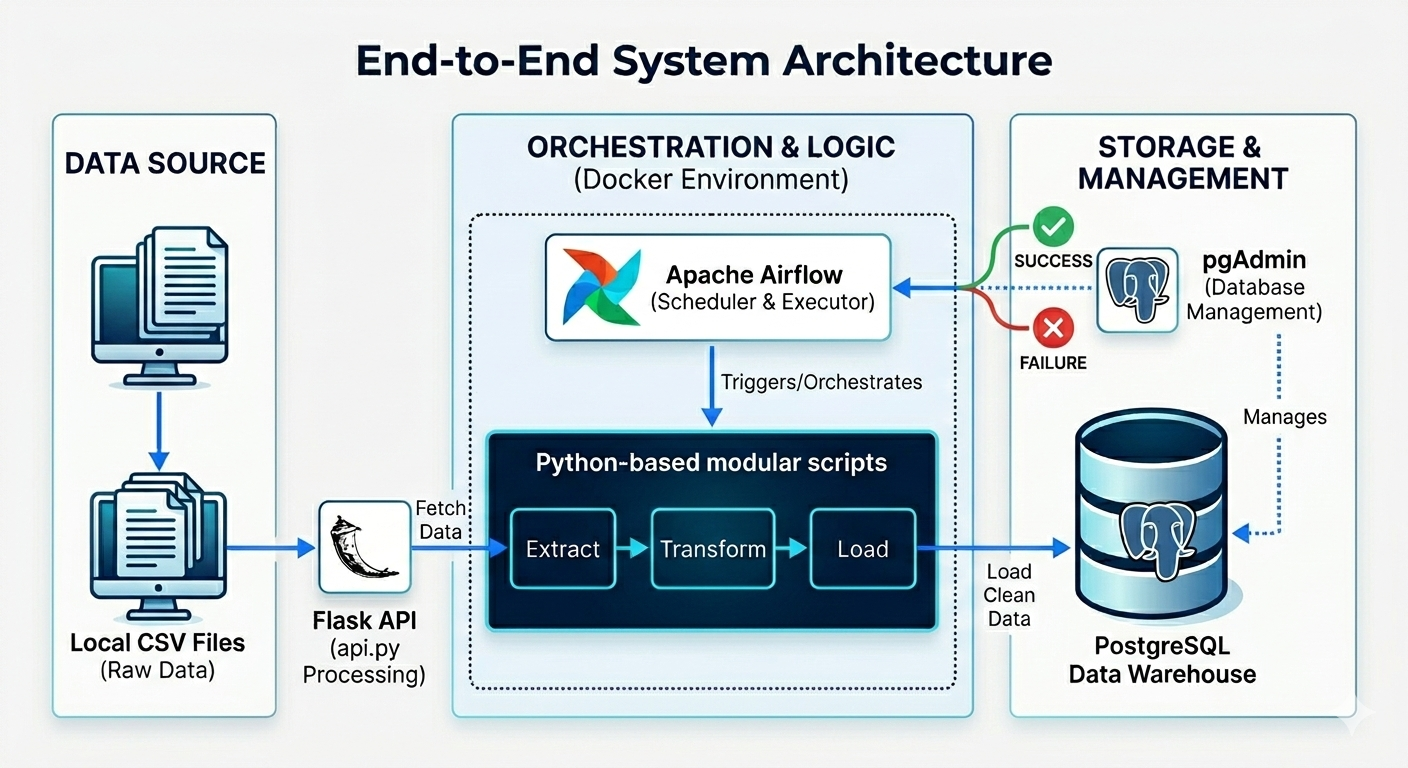 End-to-End System Architecture
DATA SOURCE
Local CSV Files
(Raw Data)
Flask API
(api.py
Processing)
Fetch
Data
ORCHESTRATION & LOGIC
(Docker Environment)
Apache Airflow
(Scheduler & Executor)
Triggers/Orchestrates
Python-based modular scripts
Extract
Transform
Load
Load
Clean
Data
STORAGE &
MANAGEMENT
SUCCESS
FAILURE
pgAdmin
(Database
Management)
Manages
PostgreSQL
Data Warehouse